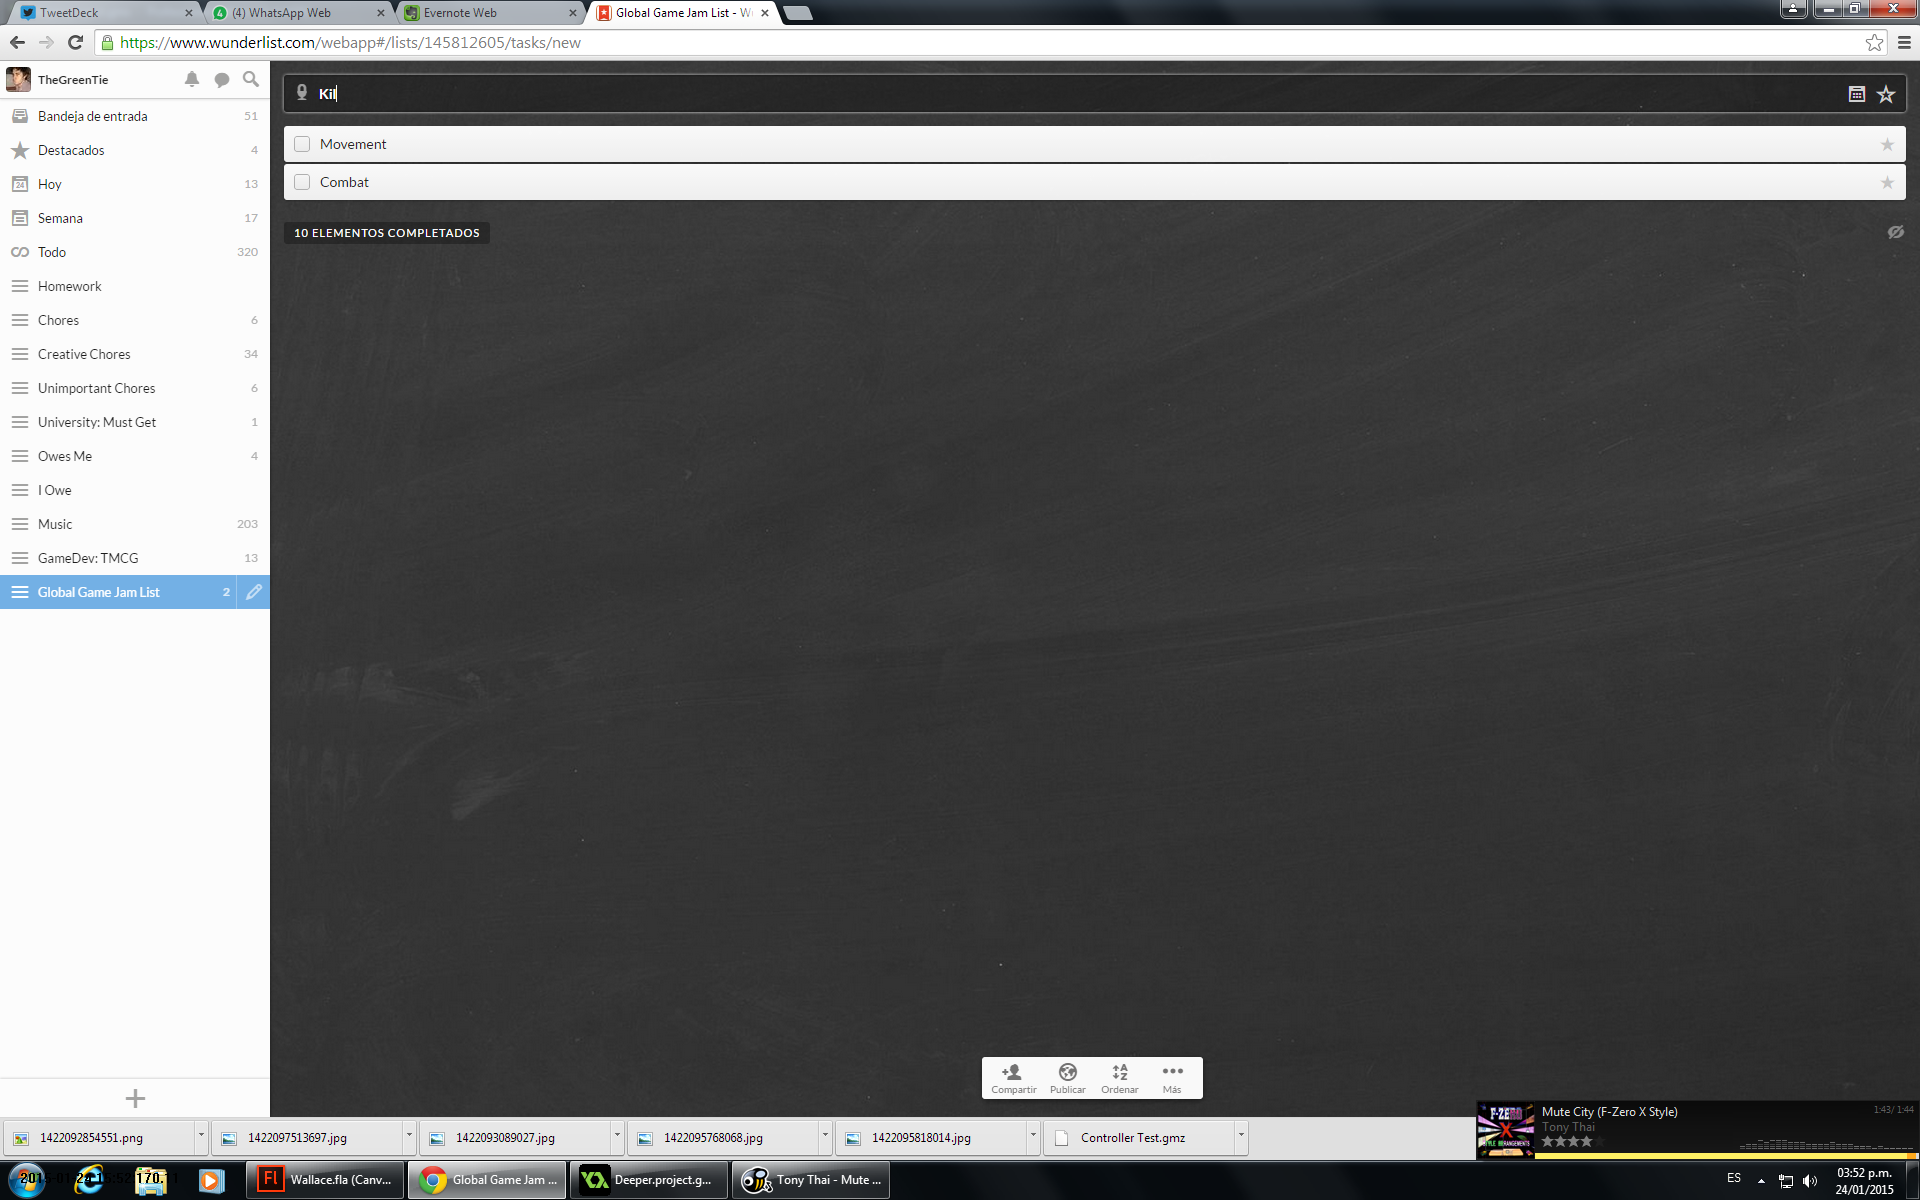 TweetDeck
(4) WhatsApp Web
Evernote Web
Global Game Jam List - W
https://www.wunderlist.com/webapp#/lists/145812605/tasks/new
TheGreenTie
Kil
Bandeja de entrada 51
Destacados 4
24 Hoy 13
Semana 17
Todo 320
Homework
Chores 6
Creative Chores 34
Unimportant Chores 6
University: Must Get 1
Owes Me 4
I Owe
Music 203
GameDev: TMCG 13
Global Game Jam List 2
Movement
Combat
10 ELEMENTOS COMPLETADOS
Compartir
Publicar
Ordenar
Más
1422092854551.png
1422097513697.jpg
1422093089027.jpg
1422095768068.jpg
1422095818014.jpg
Controller Test.gmz
F-ZERO X
Mute City (F-Zero X Style) 1:43/ 1:44
Tony Thai
Wallace.fla (Canv...
Global Game Jam ...
Deeper.project.g...
Tony Thai - Mute ...
ES
03:52 p.m.
24/01/2015